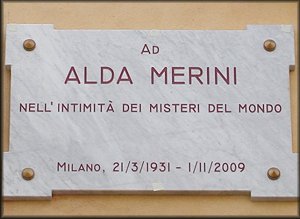 AD
ALDA MERINI
NELL'INTIMITÀ DEI MISTERI DEL MONDO
MILANO, 21/3/1931 - 1/11/2009